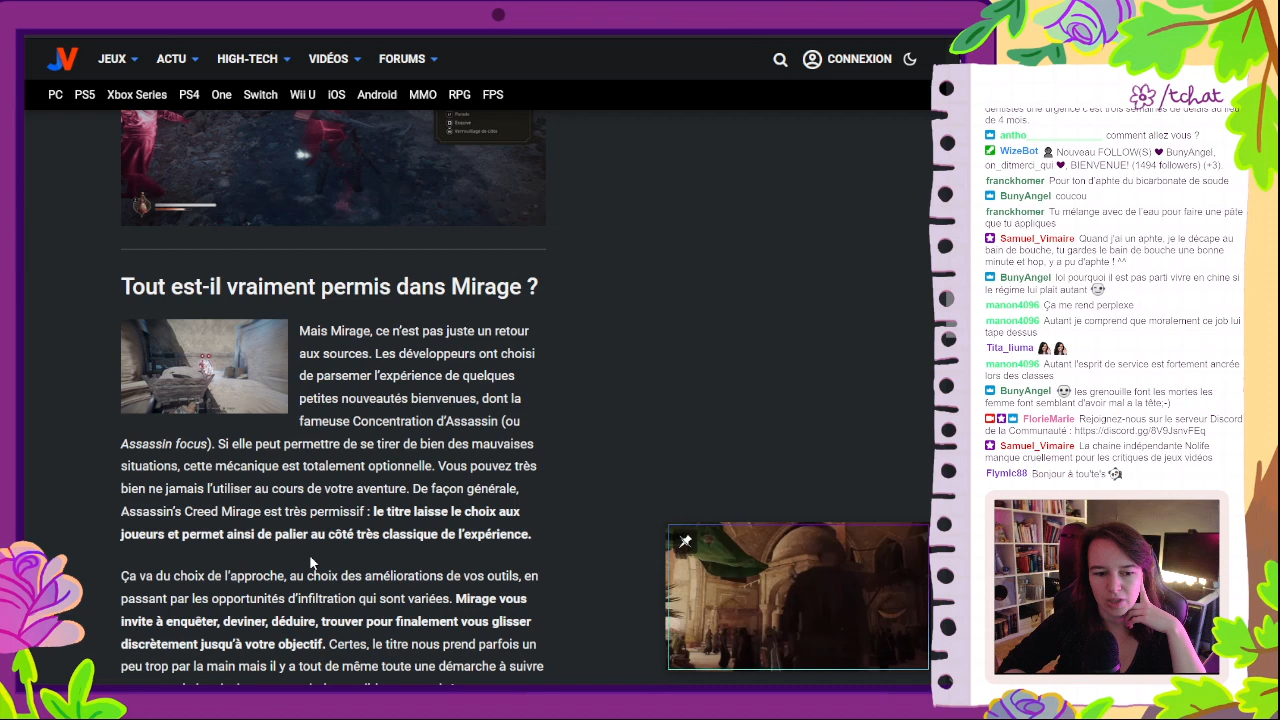 JV JEUX ACTU HIGH-TECH VIDÉOS FORUMS CONNEXION
PC PS5 Xbox Series PS4 One Switch Wii U iOS Android MMO RPG FPS
Parade
Esquive
Verrouillage de cible
Tout est-il vraiment permis dans Mirage ?
Mais Mirage, ce n'est pas juste un retour
aux sources. Les développeurs ont choisi
l'expérience de quelques
nouveautés bienvenues, dont la
concentration d'Assassin (ou
Assassin focus). Si elle peut permettre de se tirer de bien des mauvaises
situations, cette mécanique est totalement optionnelle. Vous pouvez très
bien ne jamais l'utiliser au cours de votre aventure. De façon générale,
Assassin's Creed Mirage est très permissif : le titre laisse le choix aux
joueurs et permet ainsi de palier au côté très classique de l'expérience.
Ça va du choix de l'approche, au choix des améliorations de vos outils, en
passant par les opportunités d'infiltration qui sont variées. Mirage vous
invite à enquêter, deviner, déduire, trouver pour finalement vous glisser
discrètement jusqu'à votre objectif. Certes, le titre nous prend parfois un
peu trop par la main mais il y a tout de même toute une démarche à suivre
/tchat
dentistes une urgence c'est trois semaines de délais au lieu
de 4 mois.
antho comment allez vous ?
WizeBot Nouveau FOLLOW(S) BunyAngel,
on_ditmerci_qui, BIENVENUE! (1494 followers) (+3).
franckhomer Pour ton d'aphte du bicarbonate de soude
BunyAngel coucou
franckhomer Tu mélange avec de l'eau pour faire une pâte
que tu appliques
Samuel_Vimaire Quand j'ai un aphte, je le décape au
bain de bouche, tu gardes le bain de bouche une bonne
minute et hop, y a pu d'aphte ! ^^
BunyAngel lol pourquoi il est pas parti vivre en chine si
le régime lui plait autant
manon4096 Ça me rend perplexe
manon4096 Autant je comprend que moralement ce job lui
tape dessus
Tita_liuma
manon4096 Autant l'esprit de service est fortement ancrée
lors des classes
BunyAngel les grenouille font les mortes les
femme font semblant d'avoir mal a la tête;-)
FlorieMarie Rejoignez-nous sur le serveur Discord
de la Communauté : https://discord.gg/8V9JsnvFEq
Samuel_Vimaire La chaine indépendante Nolife
manque cruellement pour les critiques de jeux vidéos
Flymic88 Bonjour à tou'te's